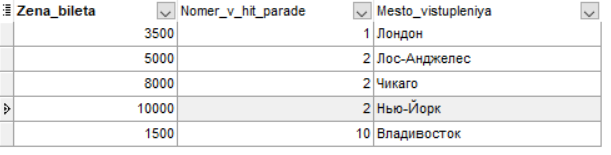 Zena_bileta Nomer_v_hit_parade Mesto_vistupleniya
3500 1 Лондон
5000 2 Лос-Анджелес
8000 2 Чикаго
10000 2 Нью-Йорк
1500 10 Владивосток